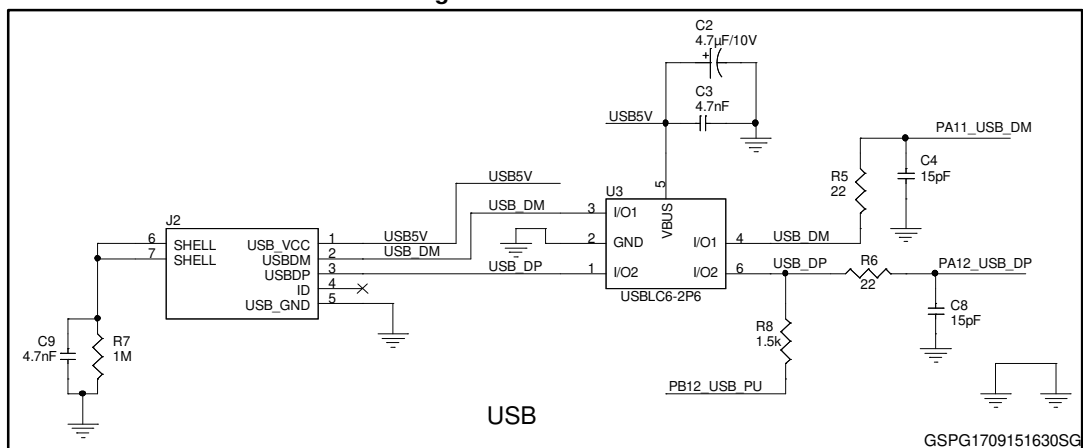 g
C2
4.7µF/10V
+
C3
4.7nF
USB5V
PA11_USB_DM
C4
15pF
R5
22
USB5V
U3
5
VBUS
USB_DM
3
I/O1
2
GND
I/O1
4
USB_DM
J2
6
SHELL
USB_VCC
1
USB5V
7
SHELL
USBDM
2
USB_DM
USBDP
3
USB_DP
1
I/O2
I/O2
6
USB_DP
R6
22
PA12_USB_DP
ID
4
USB_GND
5
USBLC6-2P6
C8
15pF
R8
1.5k
C9
4.7nF
R7
1M
PB12_USB_PU
USB
GSPG1709151630SG